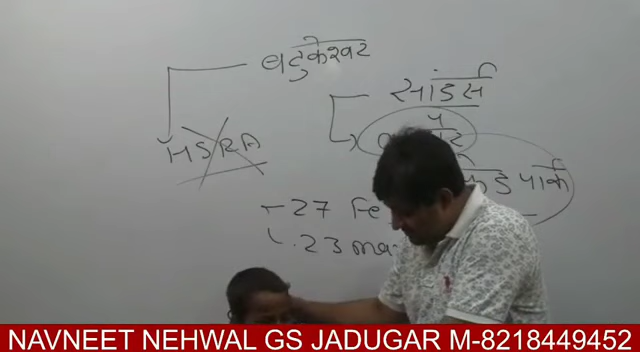 बटुकेश्वर
सांडर्स
HSRA
प
पार्क
27 Fe
23 ma
NAVNEET NEHWAL GS JADUGAR M-8218449452